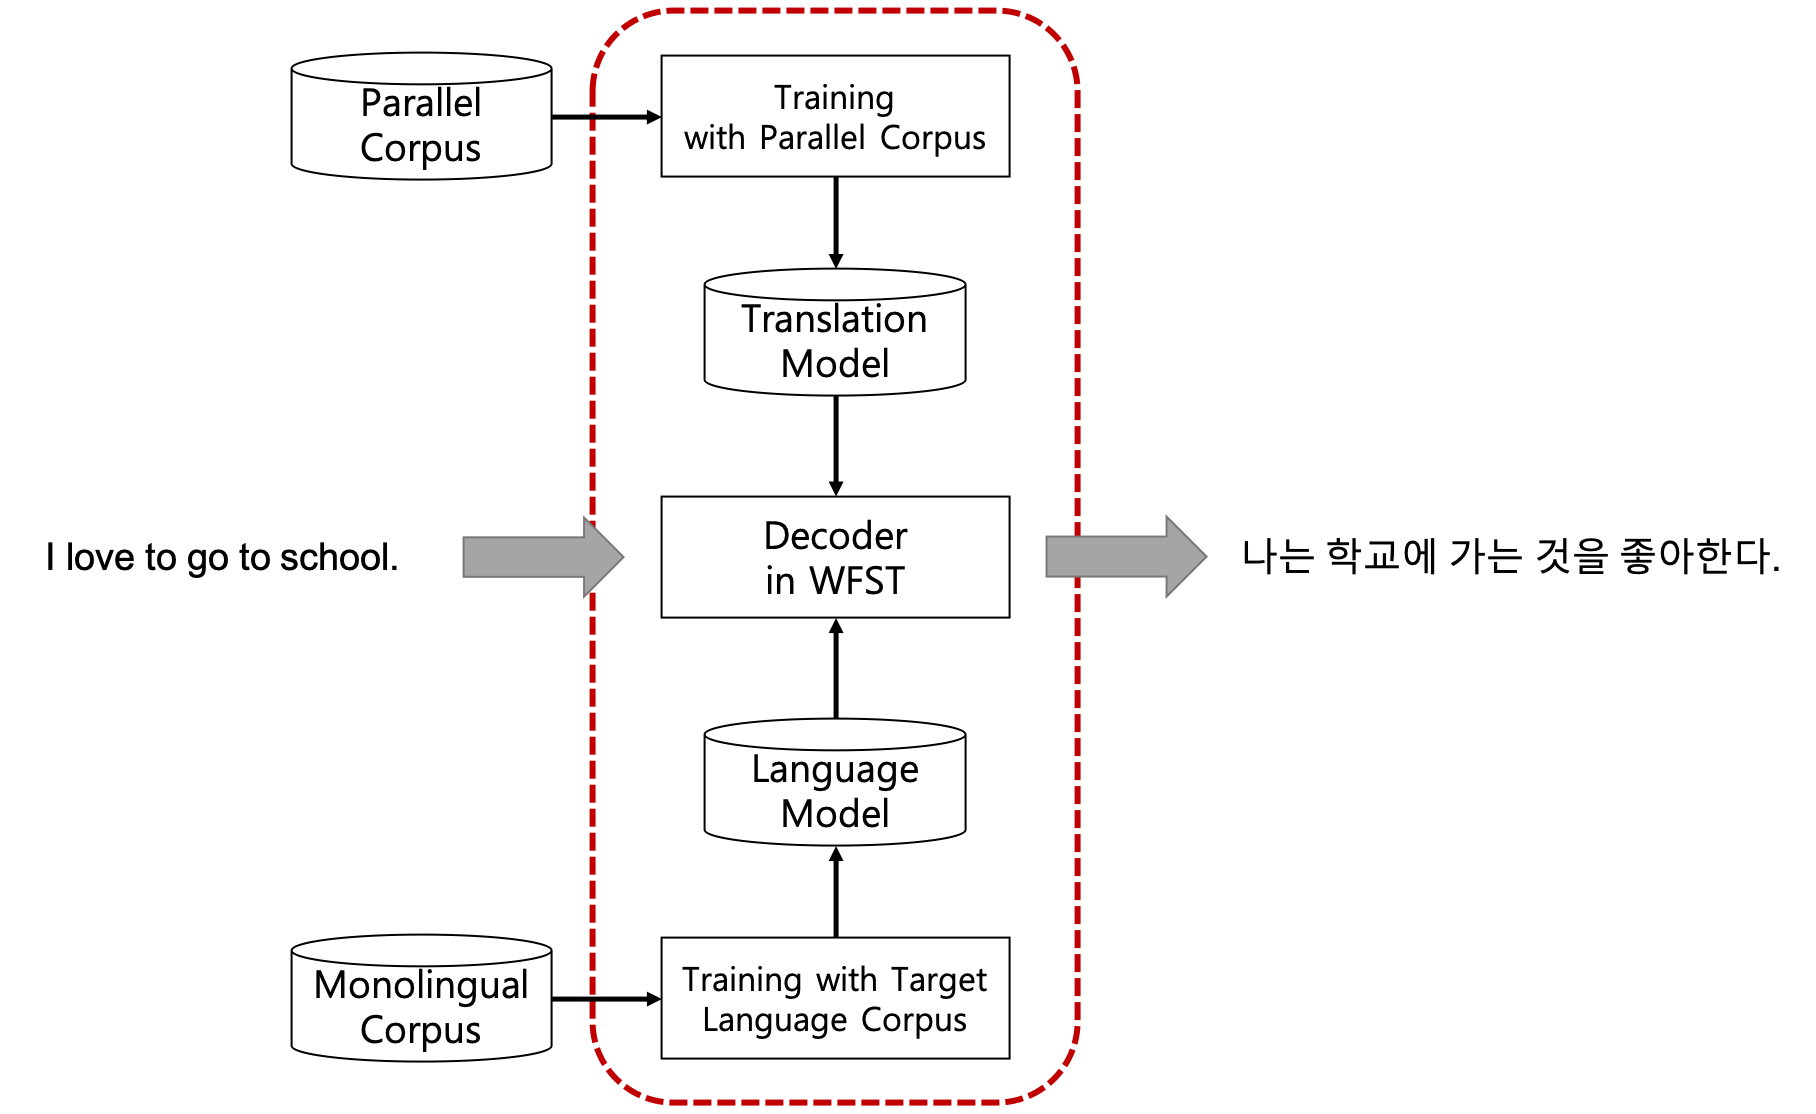 Parallel
Corpus
Training
with Parallel Corpus
Translation
Model
I love to go to school.
Decoder
in WFST
나는 학교에 가는 것을 좋아한다.
Language
Model
Monolingual
Corpus
Training with Target
Language Corpus